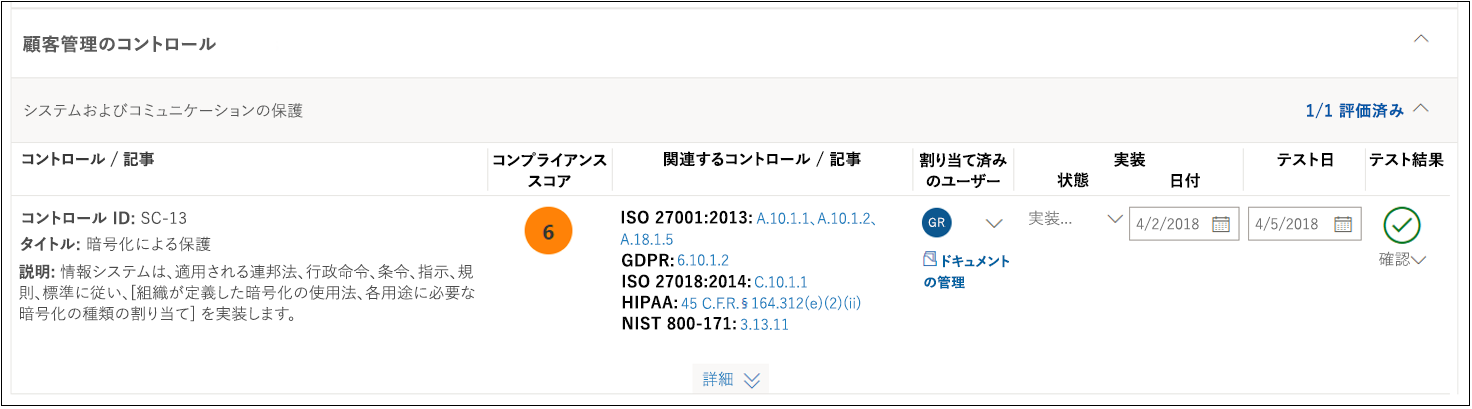 顧客管理のコントロール
システムおよびコミュニケーションの保護
1/1 評価済み
コントロール / 記事
コンプライアンス
スコア
関連するコントロール / 記事
割り当て済み
のユーザー
実装
状態
日付
テスト日
テスト結果
コントロール ID: SC-13
タイトル: 暗号化による保護
説明: 情報システムは、適用される連邦法、行政命令、条令、指示、規
則、標準に従い、[組織が定義した暗号化の使用法、各用途に必要な
暗号化の種類の割り当て] を実装します。
6
ISO 27001:2013: A.10.1.1、A.10.1.2、
A.18.1.5
GDPR: 6.10.1.2
ISO 27018:2014: C.10.1.1
HIPAA: 45 C.F.R. § 164.312(e)(2)(ii)
NIST 800-171: 3.13.11
GR
ドキュメント
の管理
実装...
4/2/2018
4/5/2018
確認
詳細